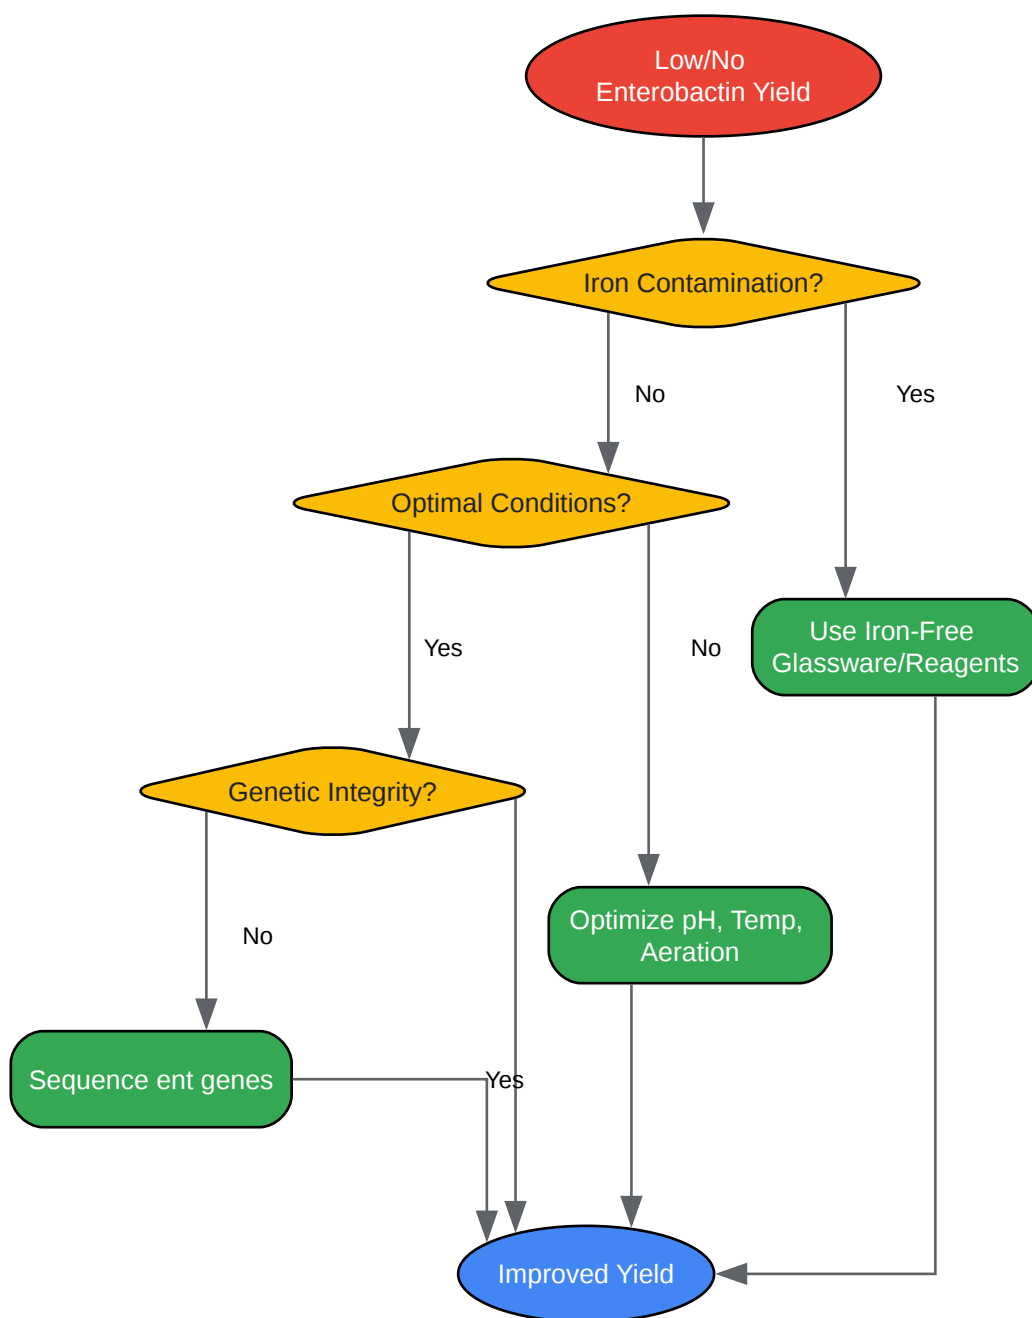 Low/No
Enterobactin Yield
Iron Contamination?
No
Yes
Optimal Conditions?
Yes
No
Use Iron-Free
Glassware/Reagents
Genetic Integrity?
No
Optimize pH, Temp,
Aeration
Sequence ent genes
Yes
Improved Yield